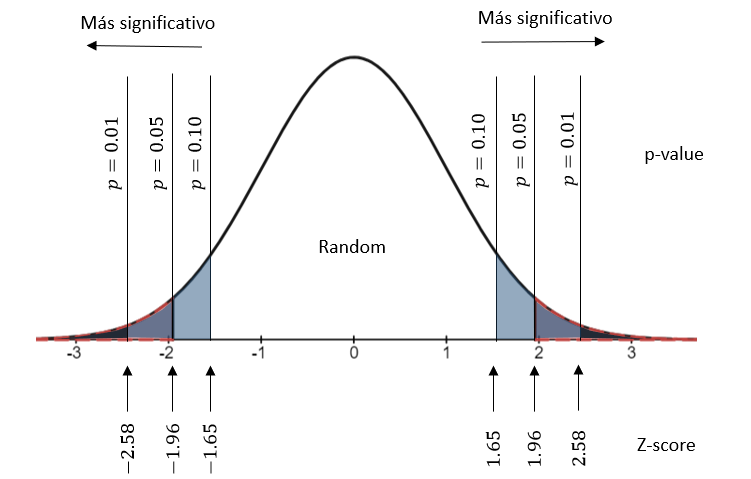 Más significativo
Más significativo
p = 0.01
p = 0.05
p = 0.10
p = 0.10
p = 0.05
p = 0.01
p-value
Random
-3
-2
-1
0
1
2
3
−2.58
−1.96
−1.65
1.65
1.96
2.58
Z-score